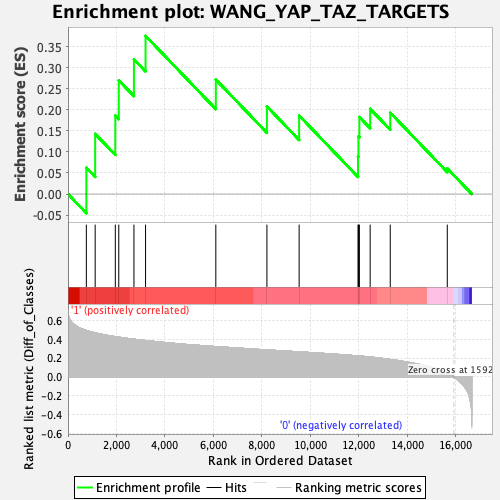 Enrichment plot: WANG_YAP_TAZ_TARGETS
Enrichment score (ES)
0.35
0.30
0.25
0.20
0.15
0.10
0.05
0.00
-0.05
'1' (positively correlated)
Ranked list metric (Diff_of_Classes)
0.6
0.4
0.2
0.0
-0.2
-0.4
-0.6
Zero cross at 1592
'0' (negatively correlated)
0 2,000 4,000 6,000 8,000 10,000 12,000 14,000 16,000
Rank in Ordered Dataset
Enrichment profile Hits Ranking metric scores